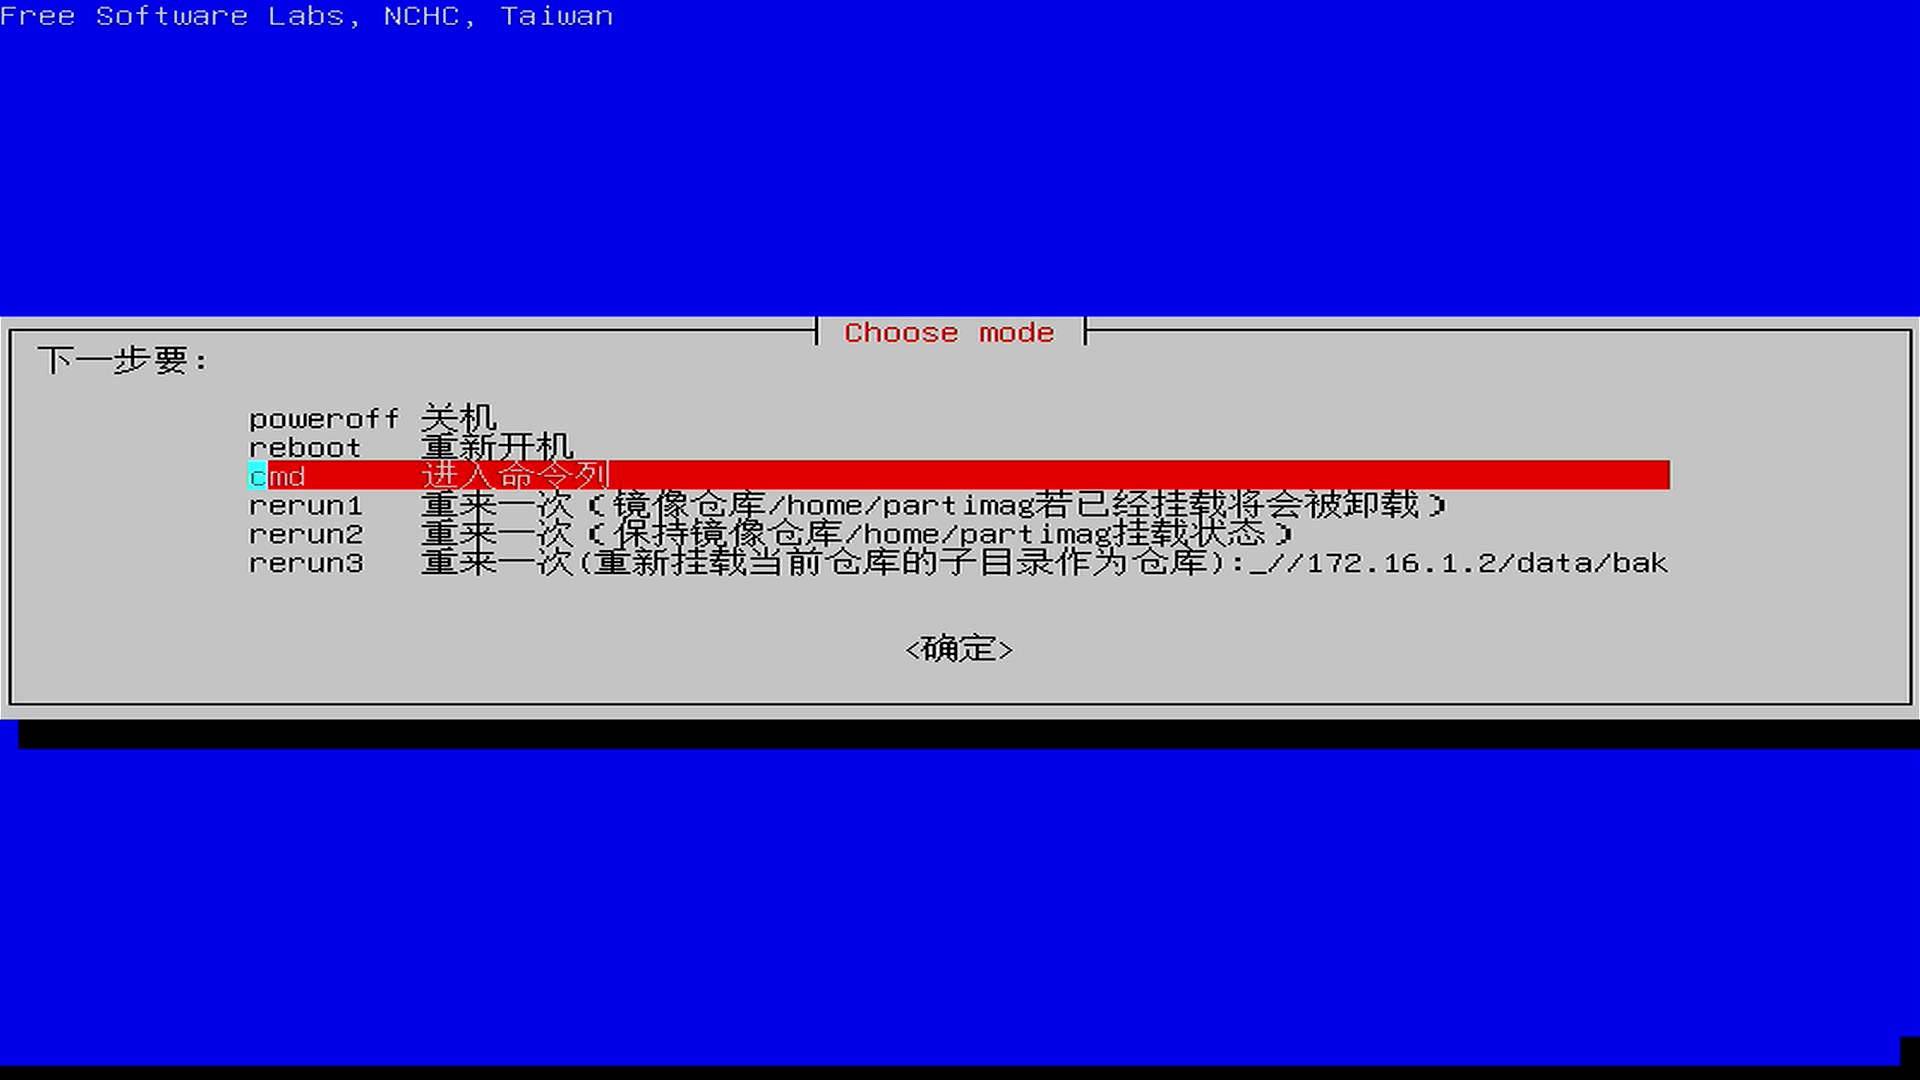 Free Software Labs, NCHC, Taiwan
Choose mode
下一步要:
poweroff 关机
reboot 重新开机
cmd 进入命令列
rerun1 重来一次（镜像仓库/home/partimag若已经挂载将会被卸载）
rerun2 重来一次（保持镜像仓库/home/partimag挂载状态）
rerun3 重来一次(重新挂载当前仓库的子目录作为仓库):_//172.16.1.2/data/bak
<确定>